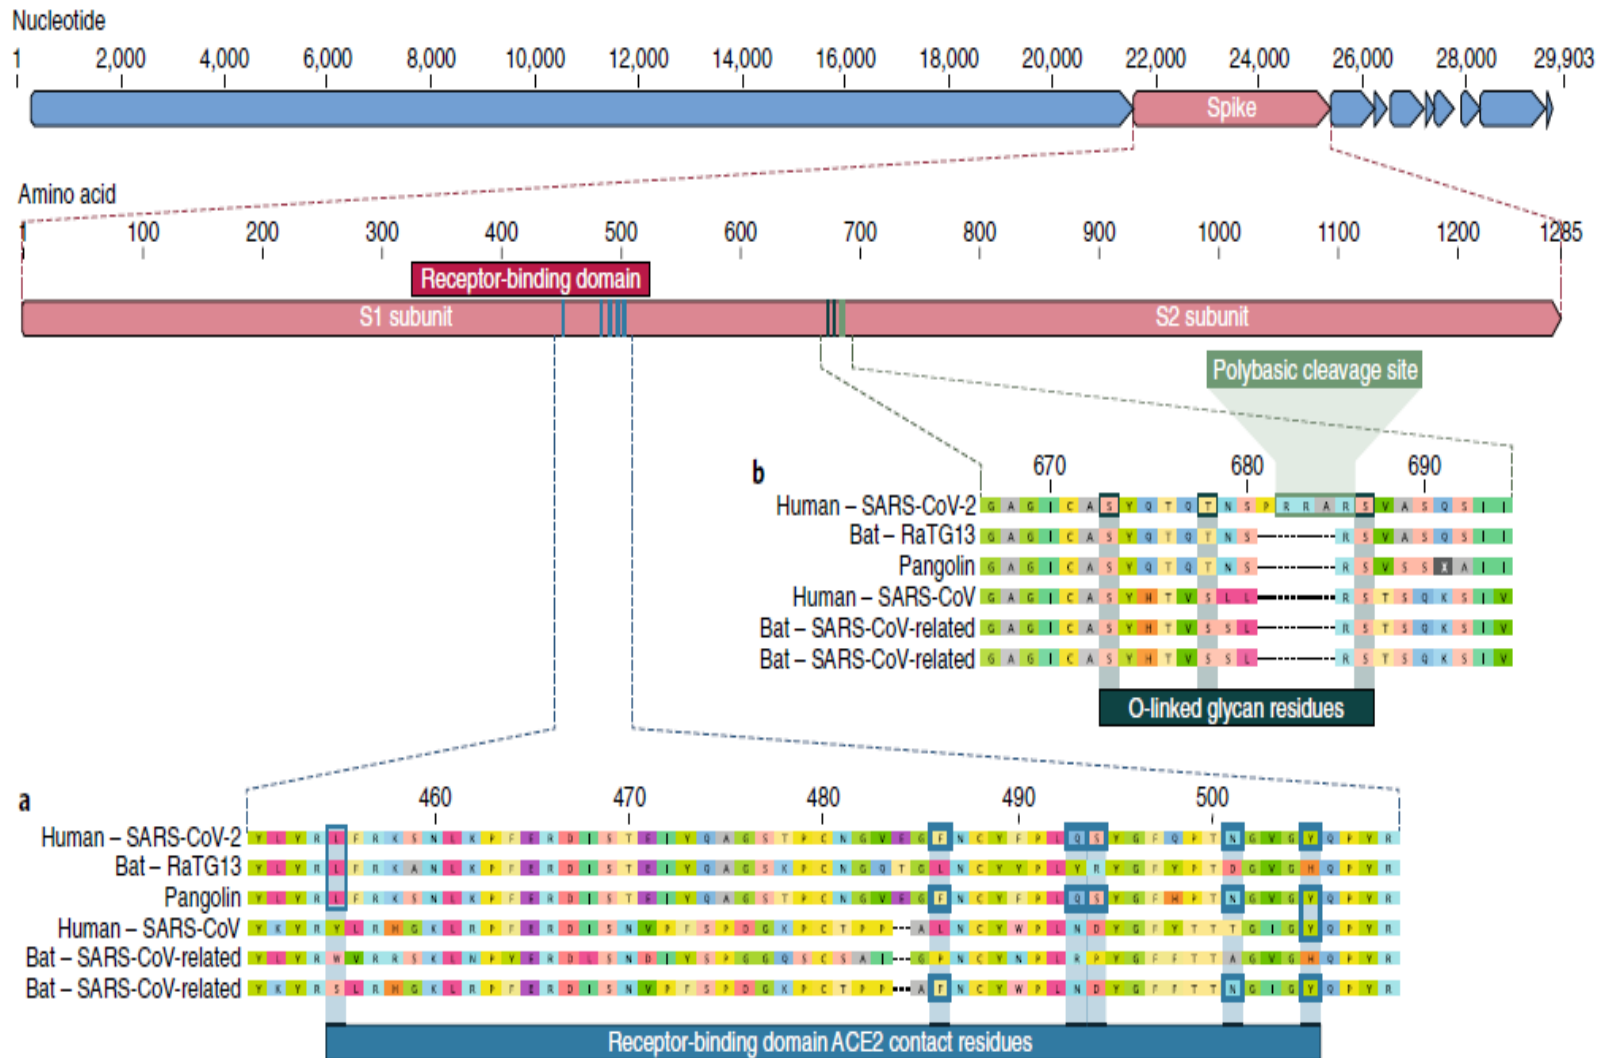 Nucleotide
1 2,000 4,000 6,000 8,000 10,000 12,000 14,000 16,000 18,000 20,000 22,000 24,000 26,000 28,000 29,903
Spike
Amino acid
1 100 200 300 400 500 600 700 800 900 1000 1100 1200 1285
Receptor-binding domain
S1 subunit S2 subunit
Polybasic cleavage site
b 670 680 690
Human – SARS-CoV-2 G A G I C A S Y Q T Q T N S P R R A R S V A S Q S I I
Bat – RaTG13 G A G I C A S Y Q T Q T N S R S V A S Q S I I
Pangolin G A G I C A S Y Q T Q T N S R S V S S X A I I
Human – SARS-CoV G A G I C A S Y H T V S L L R S T S Q K S I V
Bat – SARS-CoV-related G A G I C A S Y H T V S S L R S T S Q K S I V
Bat – SARS-CoV-related G A G I C A S Y H T V S S L R S T S Q K S I V
O-linked glycan residues
a 460 470 480 490 500
Human – SARS-CoV-2 Y L Y R L F R K S N L K P F E R D I S T E I Y Q A G S T P C N G V E G F N C Y F P L Q S Y G F Q P T N G V G Y Q P Y R
Bat – RaTG13 Y L Y R L F R K A N L K P F E R D I S T E I Y Q A G S K P C N G Q T G L N C Y Y P L Y R Y G F Y P T D G V G H Q P Y R
Pangolin Y L Y R L F R K S N L K P F E R D I S T E I Y Q A G S T P C N G V E G F N C Y F P L Q S Y G F H P T N G V G Y Q P Y R
Human – SARS-CoV Y K Y R Y L R H G K L R P F E R D I S N V P F S P D G K P C T P P A L N C Y W P L N D Y G F Y T T T G I G Y Q P Y R
Bat – SARS-CoV-related Y L Y R W V R R S K L N P Y E R D L S N D I Y S P G G Q S C S A I G P N C Y N P L R P Y G F F T T A G V G H Q P Y R
Bat – SARS-CoV-related Y K Y R S L R H G K L R P F E R D I S N V P F S P D G K P C T P P A F N C Y W P L N D Y G F F T T N G I G Y Q P Y R
Receptor-binding domain ACE2 contact residues